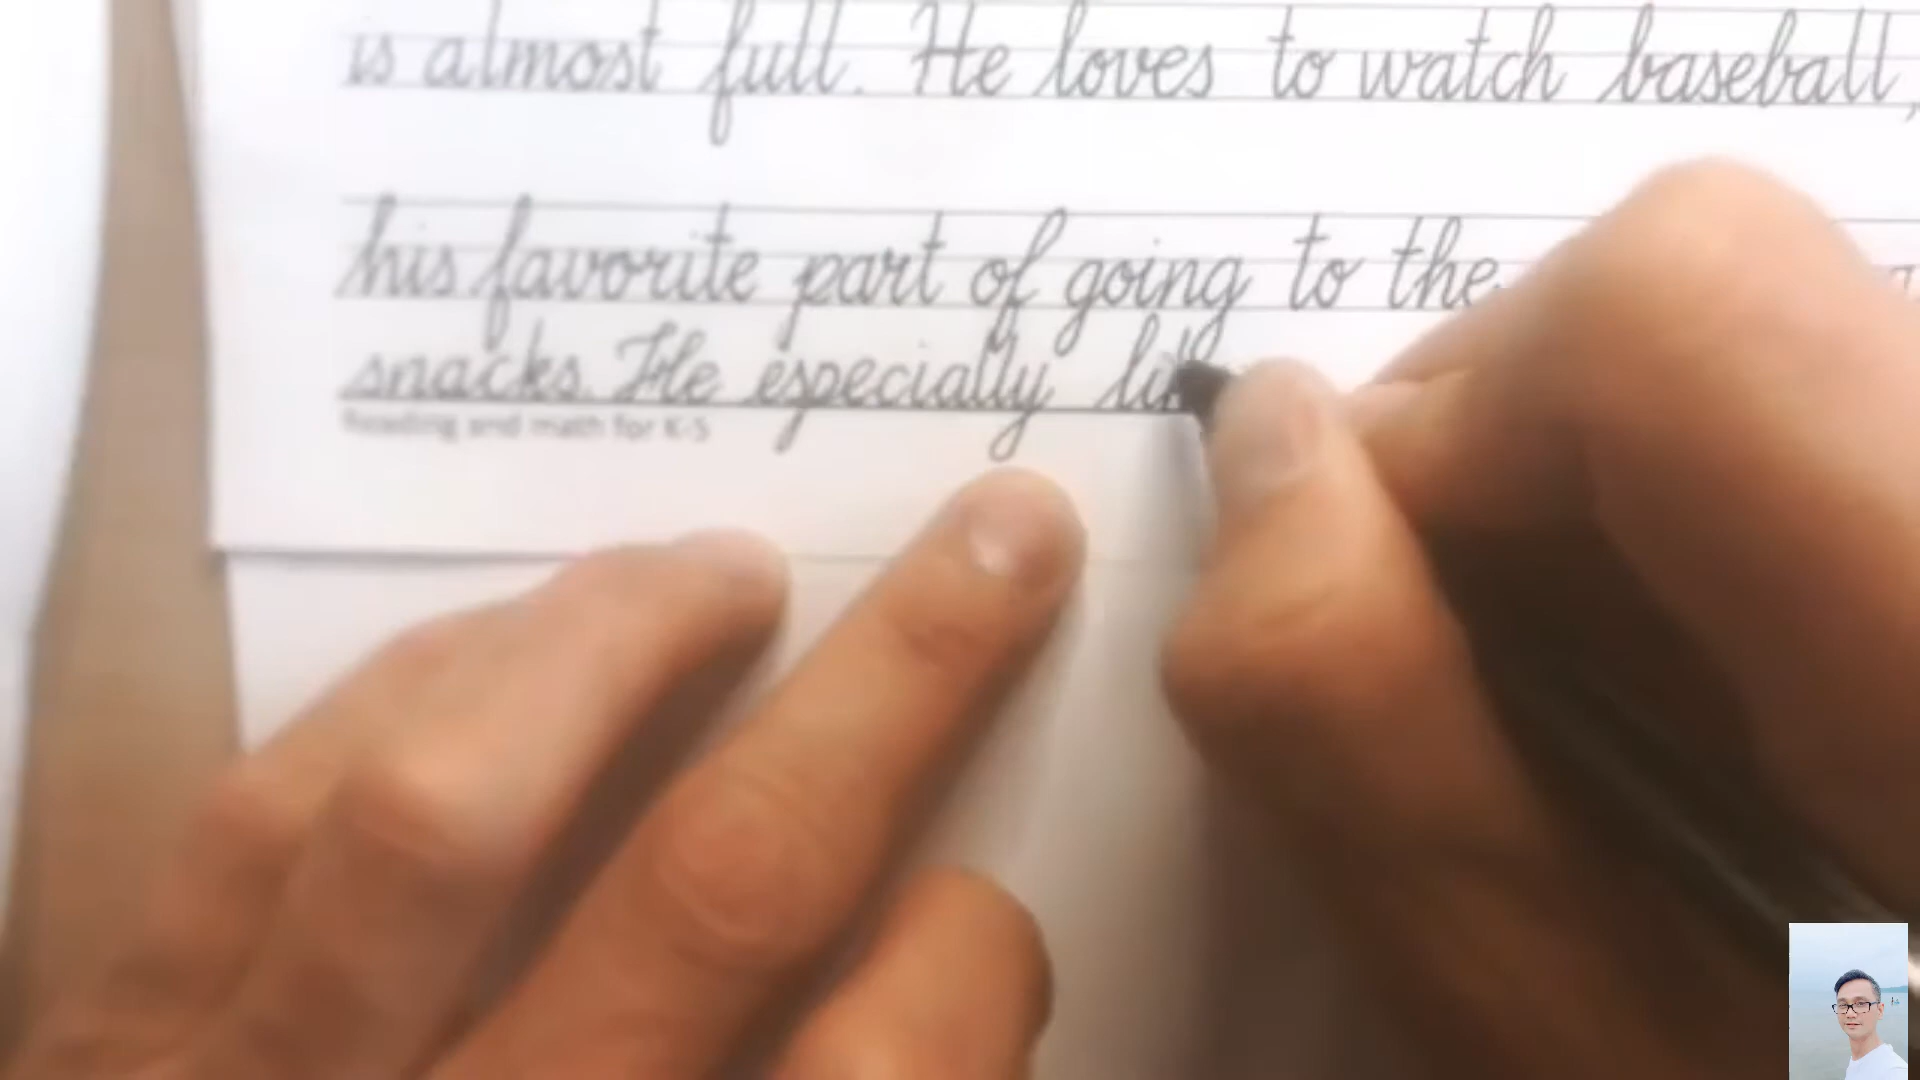 is almost full. He loves to watch baseball,
his favorite part of going to the
snacks. He especially
Reading and math for K-5